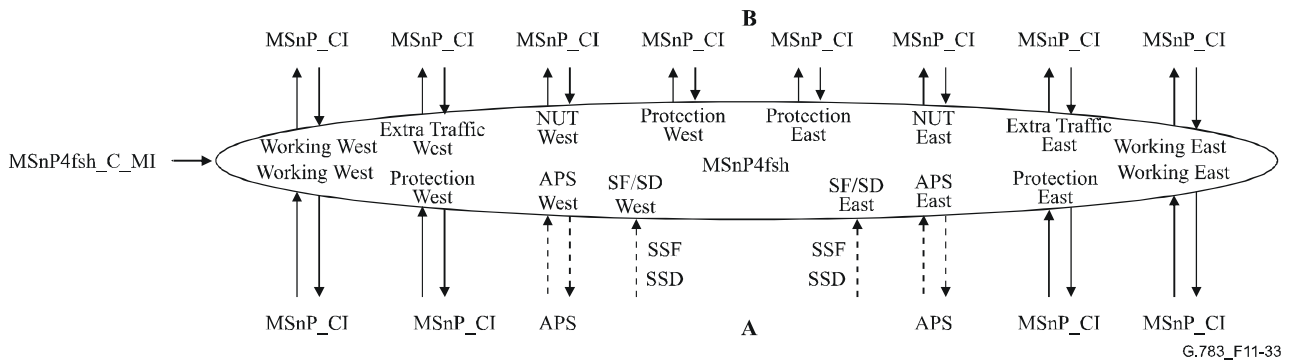 B
MSnP_CI MSnP_CI MSnP_CI MSnP_CI MSnP_CI MSnP_CI MSnP_CI MSnP_CI
Working West Extra Traffic West NUT West Protection West Protection East NUT East Extra Traffic East Working East
MSnP4fsh_C_MI
MSnP4fsh
Working West Protection West APS West SF/SD West SF/SD East APS East Protection East Working East
SSF SSF
SSD SSD
MSnP_CI MSnP_CI APS A APS MSnP_CI MSnP_CI
G.783_F11-33